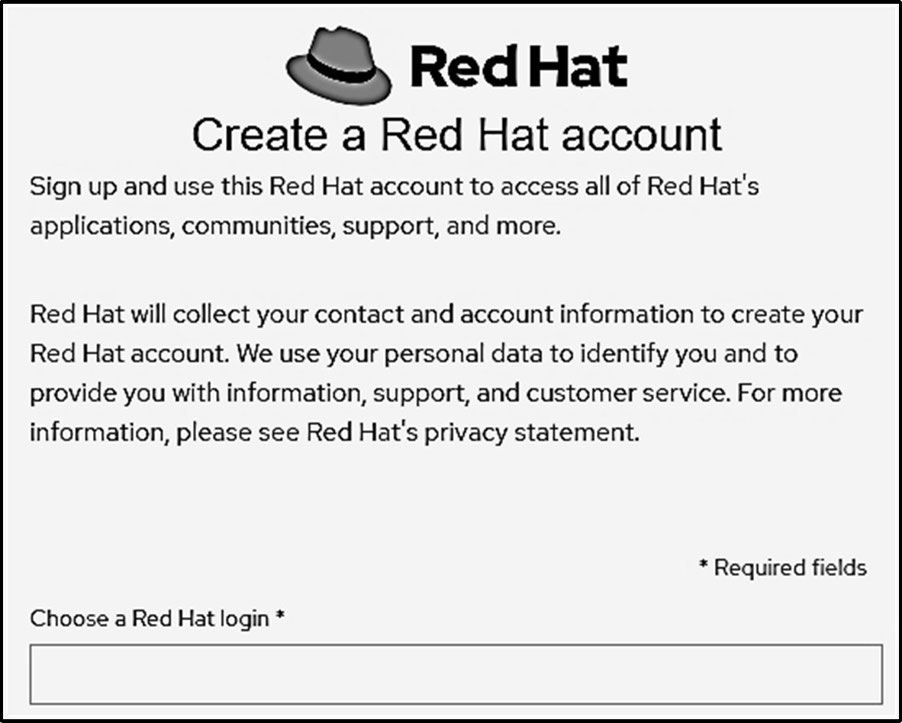 Red Hat
Create a Red Hat account
Sign up and use this Red Hat account to access all of Red Hat's
applications, communities, support, and more.
Red Hat will collect your contact and account information to create your
Red Hat account. We use your personal data to identify you and to
provide you with information, support, and customer service. For more
information, please see Red Hat's privacy statement.
* Required fields
Choose a Red Hat login *